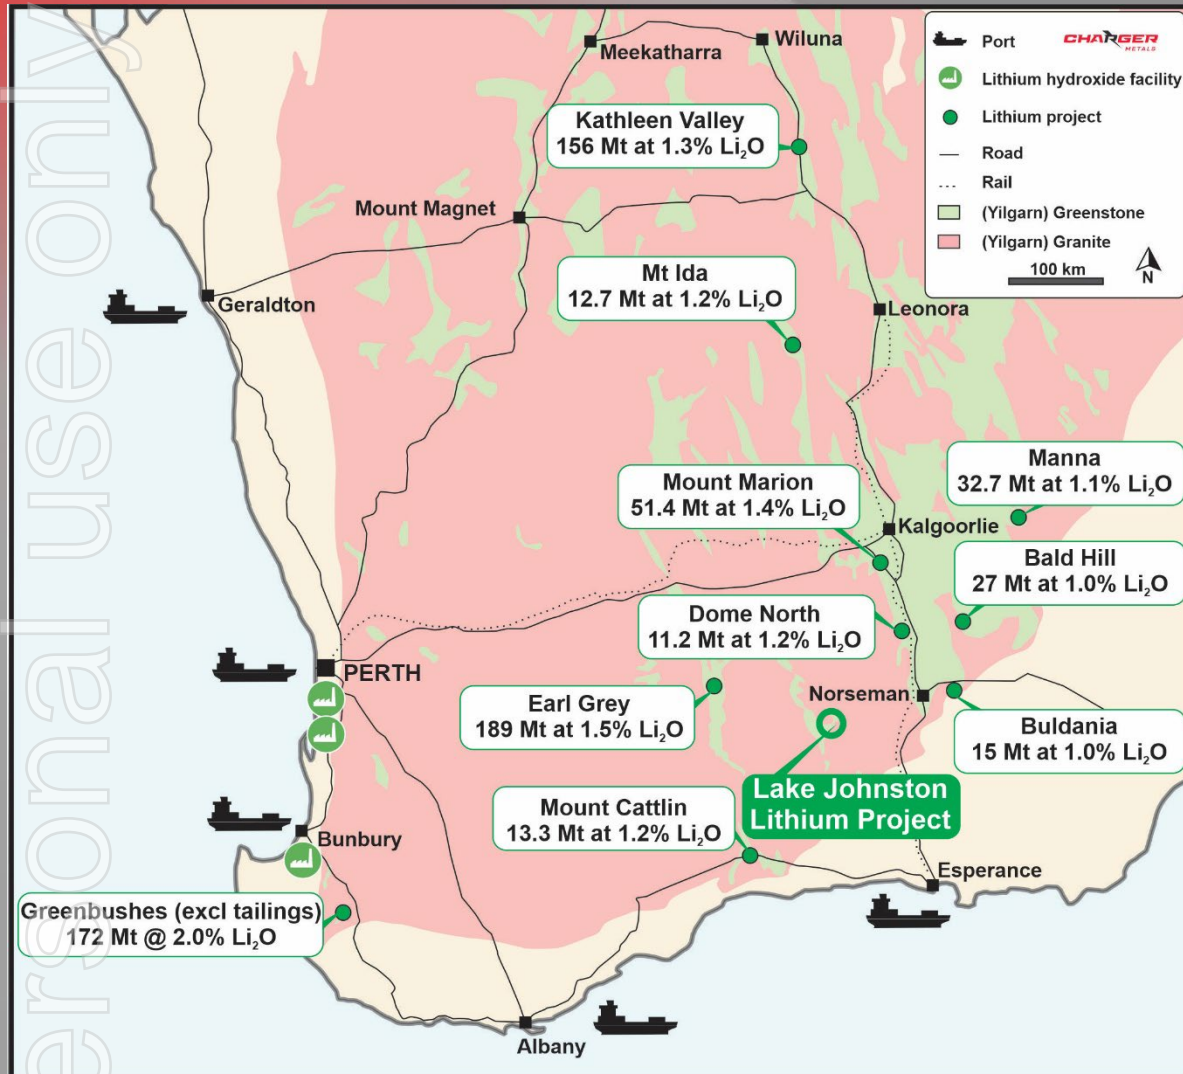 Port
CHARGER
METALS
Lithium hydroxide facility
Lithium project
Road
Rail
(Yilgarn) Greenstone
(Yilgarn) Granite
100 km
N
Meekatharra
Wiluna
Kathleen Valley
156 Mt at 1.3% Li₂O
Mount Magnet
Mt Ida
12.7 Mt at 1.2% Li₂O
Geraldton
Leonora
Manna
32.7 Mt at 1.1% Li₂O
Mount Marion
51.4 Mt at 1.4% Li₂O
Kalgoorlie
Bald Hill
27 Mt at 1.0% Li₂O
Dome North
11.2 Mt at 1.2% Li₂O
PERTH
Earl Grey
189 Mt at 1.5% Li₂O
Norseman
Buldania
15 Mt at 1.0% Li₂O
Lake Johnston
Lithium Project
Mount Cattlin
13.3 Mt at 1.2% Li₂O
Bunbury
Esperance
Greenbushes (excl tailings)
172 Mt @ 2.0% Li₂O
Albany
ersonal use only